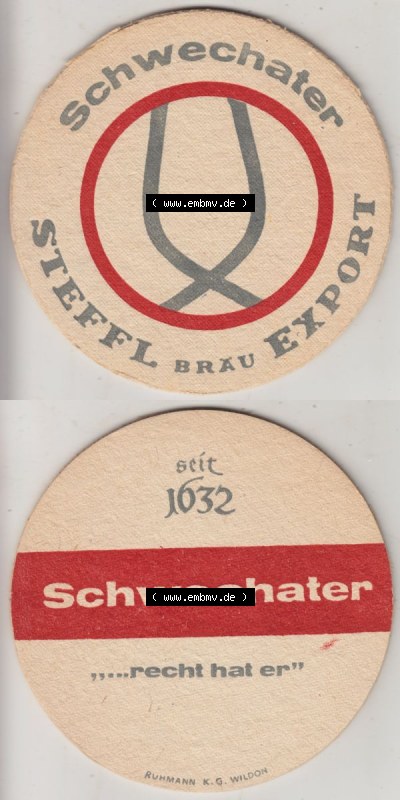 Schwechater
( www.embmv.de )
STEFFL BRÄU EXPORT
seit
1632
Schwechater
( www.embmv.de )
„...recht hat er”
RUHMANN K.G. WILDON